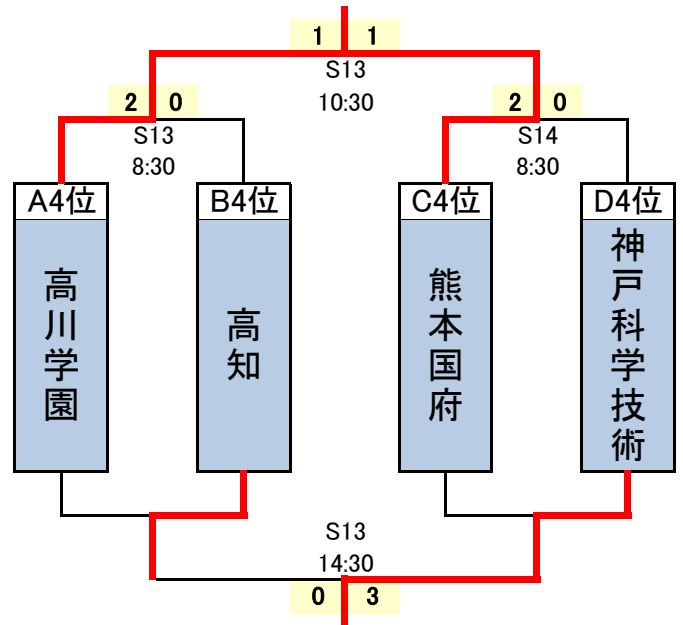 1 1
S13
10:30
2 0
S13
8:30
2 0
S14
8:30
A4位
B4位
C4位
D4位
高川学園
高知
熊本国府
神戸科学技術
S13
14:30
0 3